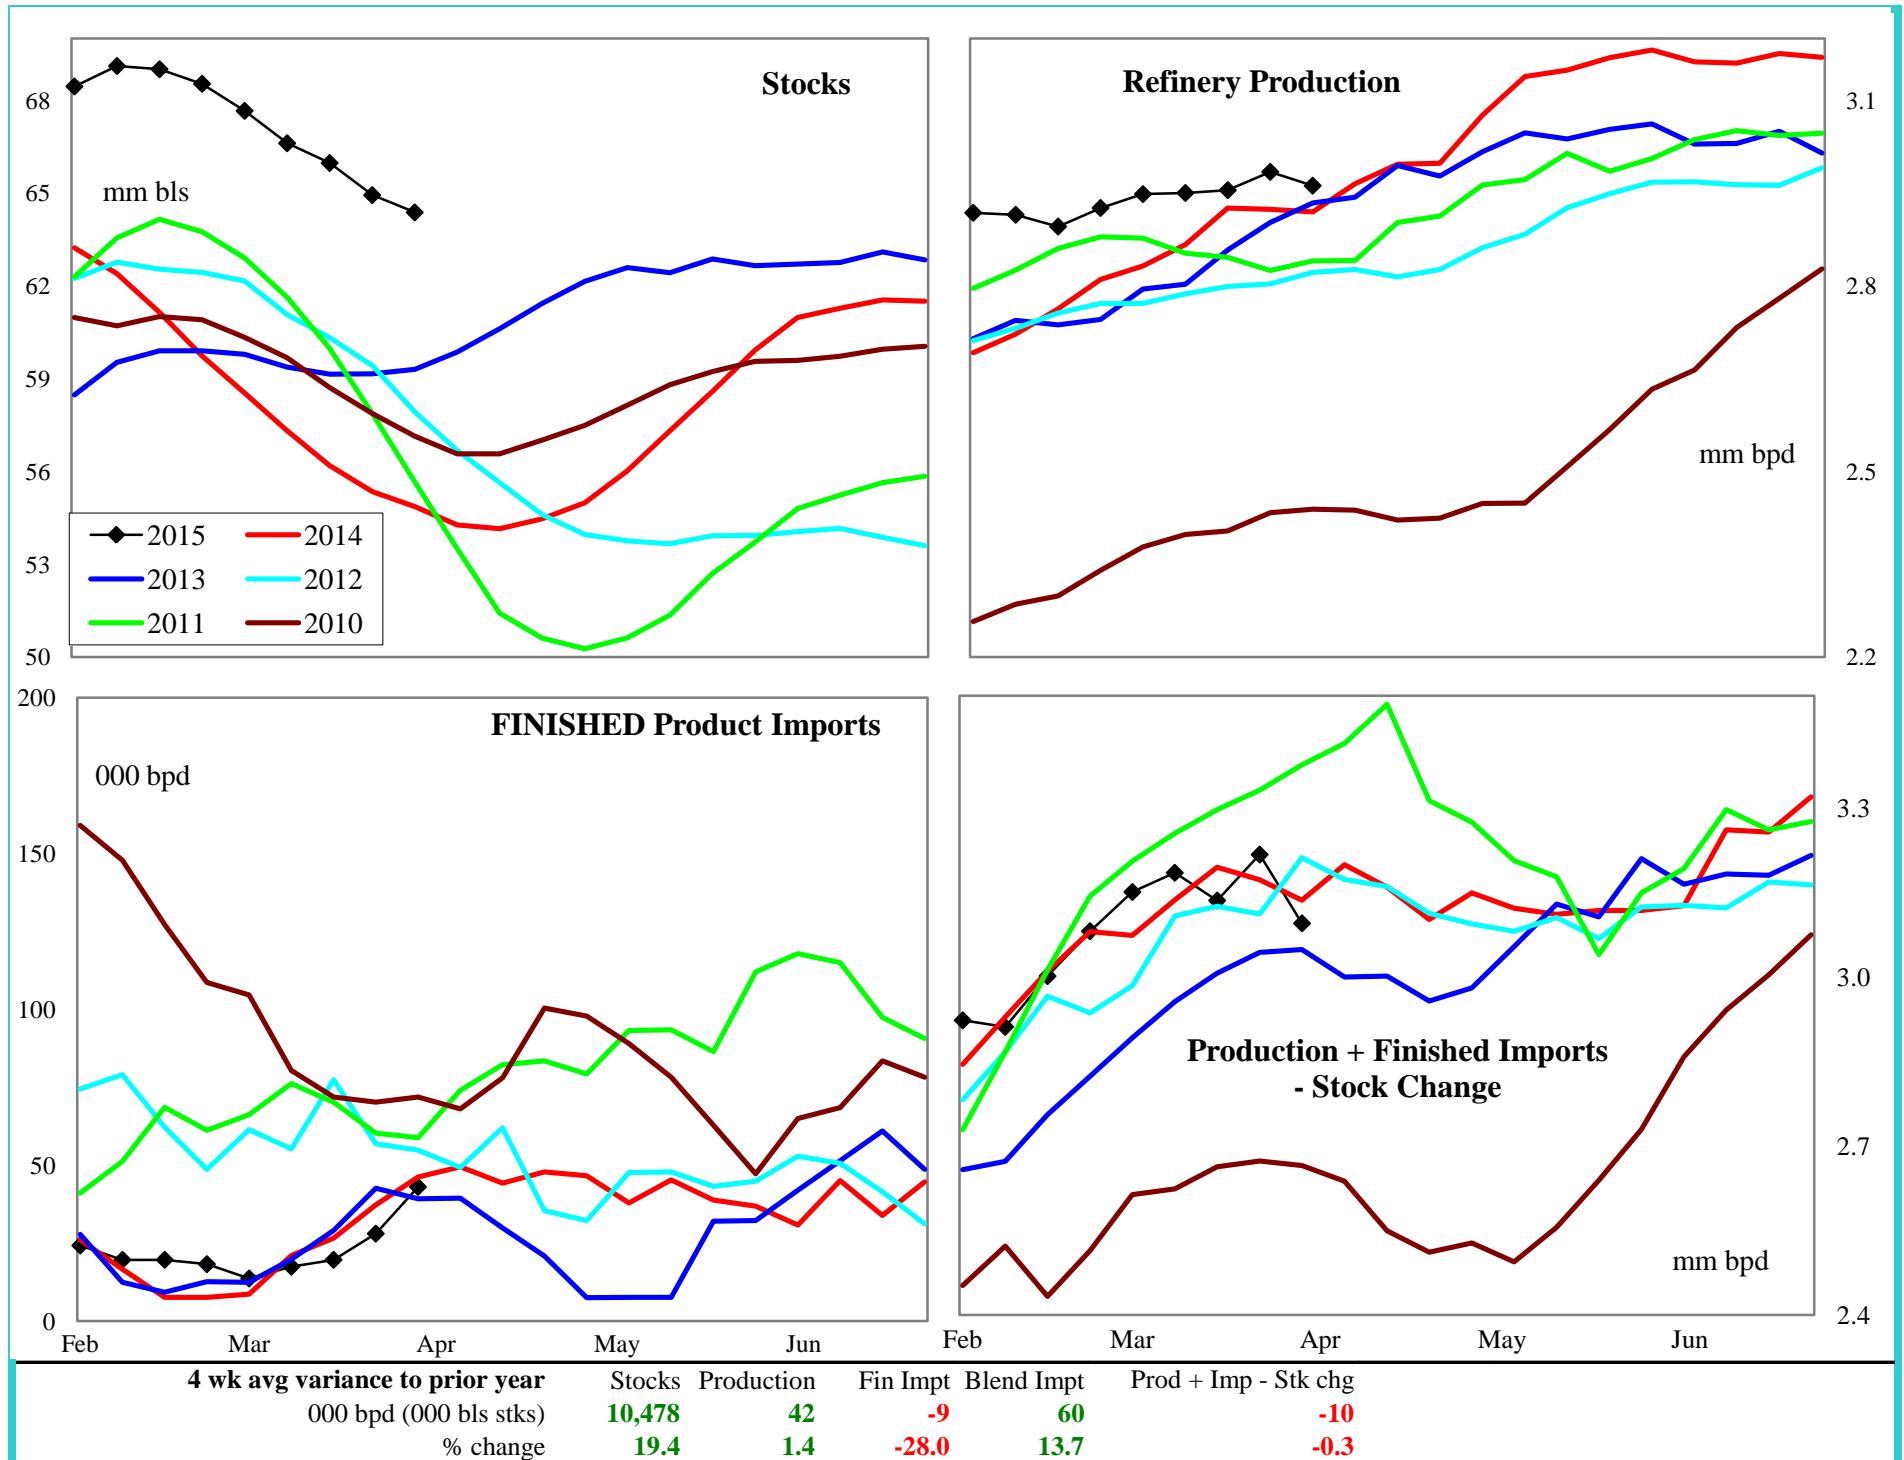 Stocks
68
65
62
59
56
53
50
mm bls
2015 2014
2013 2012
2011 2010
Refinery Production
3.1
2.8
2.5
2.2
mm bpd
FINISHED Product Imports
200
150
100
50
0
000 bpd
Feb Mar Apr May Jun
Production + Finished Imports
- Stock Change
3.3
3.0
2.7
2.4
mm bpd
Feb Mar Apr May Jun
4 wk avg variance to prior year Stocks Production Fin Impt Blend Impt Prod + Imp - Stk chg
000 bpd (000 bls stks) 10,478 42 -9 60 -10
% change 19.4 1.4 -28.0 13.7 -0.3